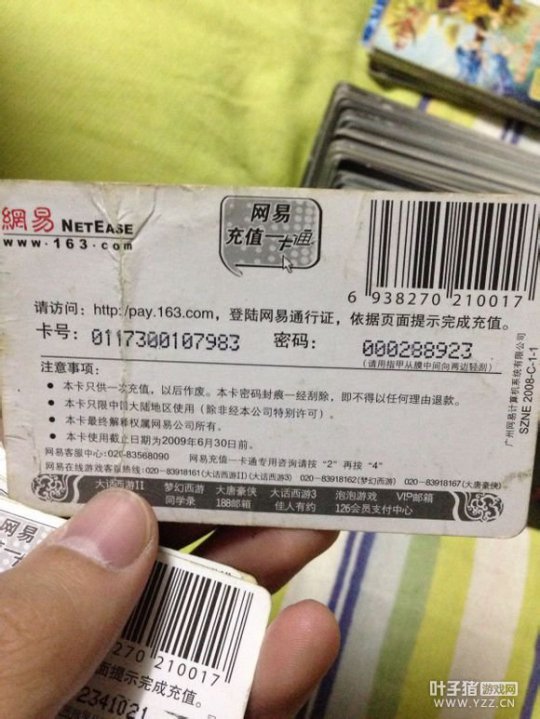 網易 NETEASE
www.163.com
网易
充值一卡通
6 938270 210017
请访问：http:/pay.163.com，登陆网易通行证，依据页面提示完成充值。
卡号：0117300107983 密码：000288923
（请用指甲从膜中间向两边轻刮）
注意事项：
● 本卡只供一次充值，以后作废。本卡密码封痕一经刮除，即不得以任何理由退款。
● 本卡只限中国大陆地区使用（除非经本公司特别许可）。
● 本卡最终解释权属网易公司所有。
● 本卡使用截止日期为2009年6月30日前。
网易客服中心：020-83568090 网易充值一卡通专用咨询请按“2”再按“4”
网易在线游戏客服热线：020-83918161(大话西游II)(大话西游3) 020-83918162(梦幻西游) 020-83918167(大唐豪侠)
大话西游II 梦幻西游 大唐豪侠 大话西游3 泡泡游戏 VIP邮箱
同学录 188邮箱 佳人有约 126会员支付中心
广州网易计算机系统有限公司
SZNE 2008-C-1-1
网易
充值
38270 210017
页面提示完成充值。
2341021
叶子猪游戏网
WWW.YZZ.CN